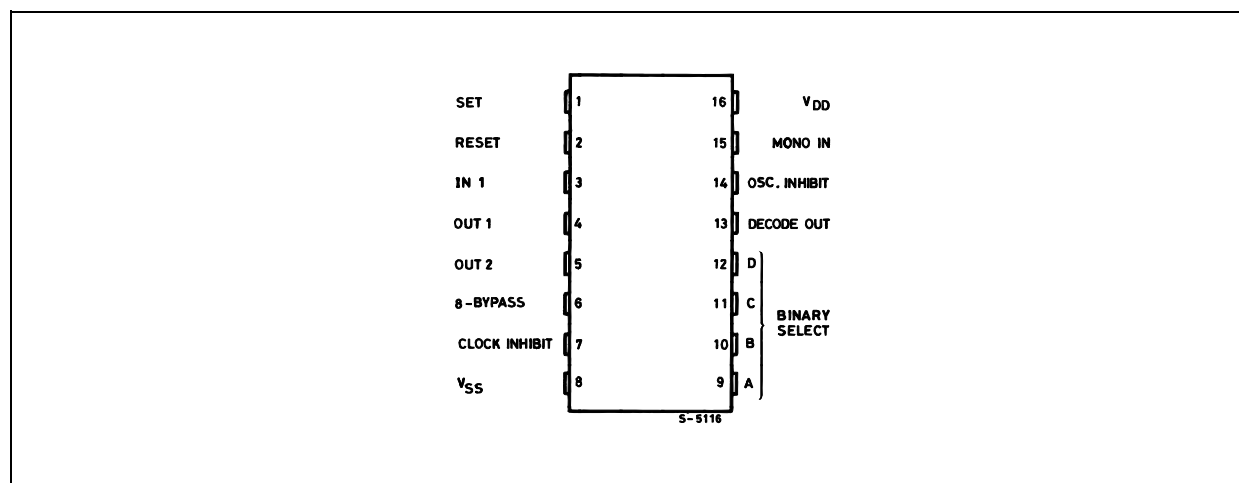 SET 1 16 VDD
RESET 2 15 MONO IN
IN 1 3 14 OSC. INHIBIT
OUT 1 4 13 DECODE OUT
OUT 2 5 12 D
8-BYPASS 6 11 C
BINARY
SELECT
CLOCK INHIBIT 7 10 B
VSS 8 9 A
S-5116